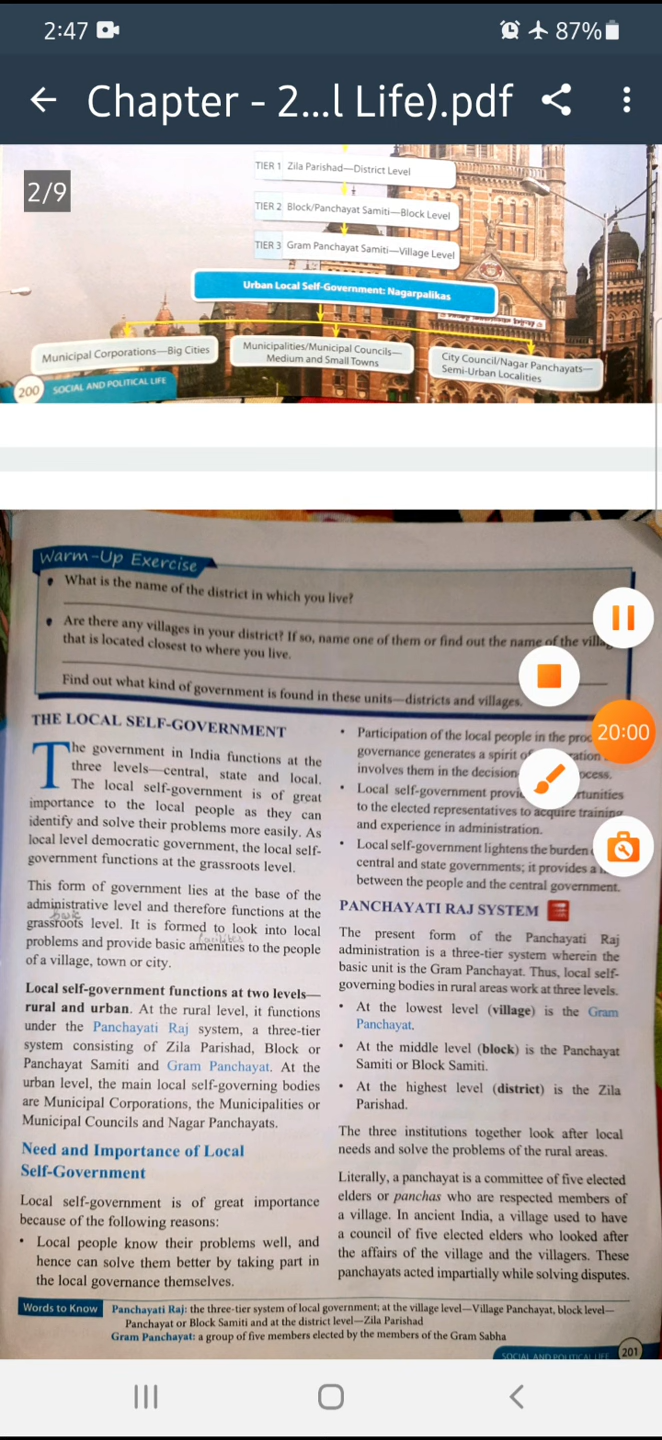 2:47
87%
Chapter - 2...l Life).pdf
2/9
TIER 1 Zila Parishad—District Level
TIER 2 Block/Panchayat Samiti—Block Level
TIER 3 Gram Panchayat Samiti—Village Level
Urban Local Self-Government: Nagarpalikas
Municipal Corporations—Big Cities
Municipalities/Municipal Councils—
Medium and Small Towns
City Council/Nagar Panchayats—
Semi-Urban Localities
200 SOCIAL AND POLITICAL LIFE
Warm-Up Exercise
• What is the name of the district in which you live?
• Are there any villages in your district? If so, name one of them or find out the name of the
that is located closest to where you live.
Find out what kind of government is found in these units—districts and villages.
THE LOCAL SELF-GOVERNMENT
The government in India functions at the
three levels—central, state and local.
The local self-government is of great
importance to the local people as they can
identify and solve their problems more easily. As
local level democratic government, the local self-
government functions at the grassroots level.
This form of government lies at the base of the
administrative level and therefore functions at the
grassroots level. It is formed to look into local
problems and provide basic amenities to the people
of a village, town or city.
Local self-government functions at two levels—
rural and urban. At the rural level, it functions
under the Panchayati Raj system, a three-tier
system consisting of Zila Parishad, Block or
Panchayat Samiti and Gram Panchayat. At the
urban level, the main local self-governing bodies
are Municipal Corporations, the Municipalities or
Municipal Councils and Nagar Panchayats.
Need and Importance of Local
Self-Government
Local self-government is of great importance
because of the following reasons:
• Local people know their problems well, and
hence can solve them better by taking part in
the local governance themselves.
• Participation of the local people in the
governance generates a spirit
involves them in the decision
• Local self-government
to the elected representatives to acquire training
and experience in administration.
• Local self-government lightens the burden
central and state governments; it provides a
between the people and the central government.
20:00
PANCHAYATI RAJ SYSTEM
The present form of the Panchayati Raj
administration is a three-tier system wherein the
basic unit is the Gram Panchayat. Thus, local self-
governing bodies in rural areas work at three levels.
• At the lowest level (village) is the Gram
Panchayat.
• At the middle level (block) is the Panchayat
Samiti or Block Samiti.
• At the highest level (district) is the Zila
Parishad.
The three institutions together look after local
needs and solve the problems of the rural areas.
Literally, a panchayat is a committee of five elected
elders or panchas who are respected members of
a village. In ancient India, a village used to have
a council of five elected elders who looked after
the affairs of the village and the villagers. These
panchayats acted impartially while solving disputes.
Words to Know Panchayati Raj: the three-tier system of local government; at the village level—Village Panchayat, block level—
Panchayat or Block Samiti and at the district level—Zila Parishad
Gram Panchayat: a group of five members elected by the members of the Gram Sabha
SOCIAL AND POLITICAL LIFE 201